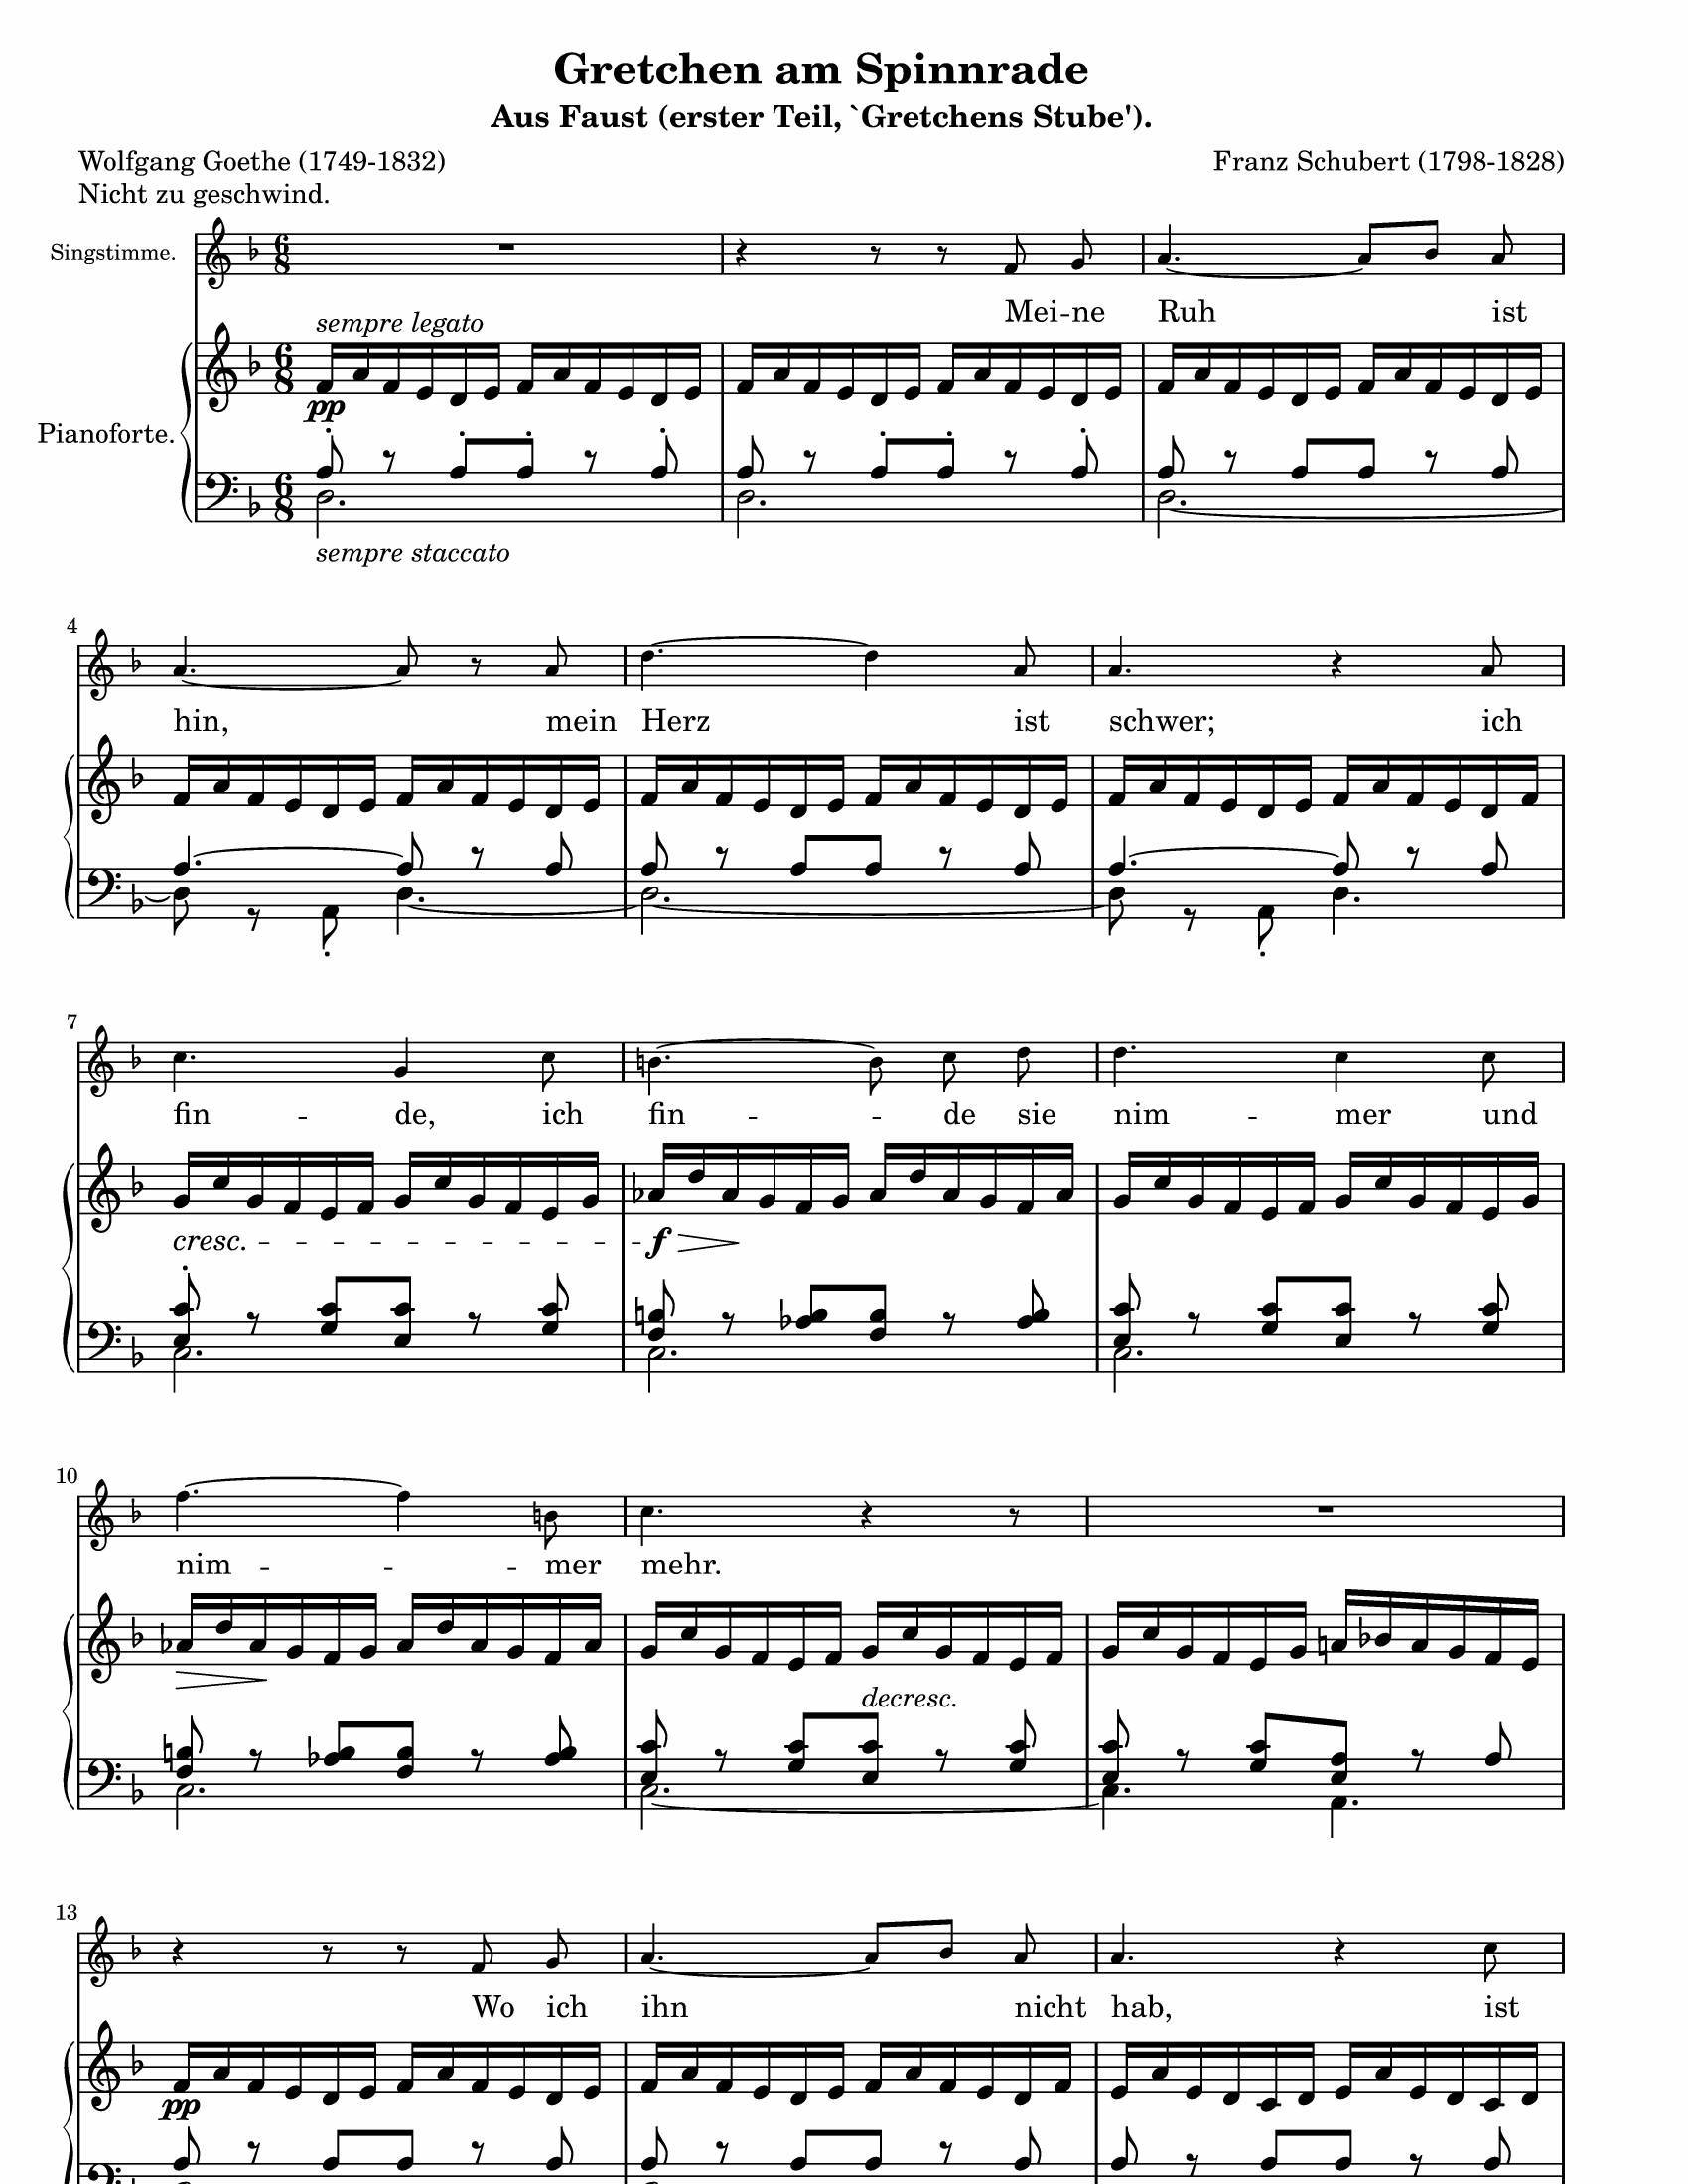 Gretchen am Spinnrade
Aus Faust (erster Teil, `Gretchens Stube').
Wolfgang Goethe (1749-1832)
Franz Schubert (1798-1828)
Nicht zu geschwind.
Singstimme.
Mei -- ne Ruh ist
sempre legato
pp
Pianoforte.
sempre staccato
4
hin, mein Herz ist schwer; ich
7
fin -- de, ich fin -- de sie nim -- mer und
cresc. f
10
nim -- mer mehr.
decresc.
13
Wo ich ihn nicht hab, ist
pp